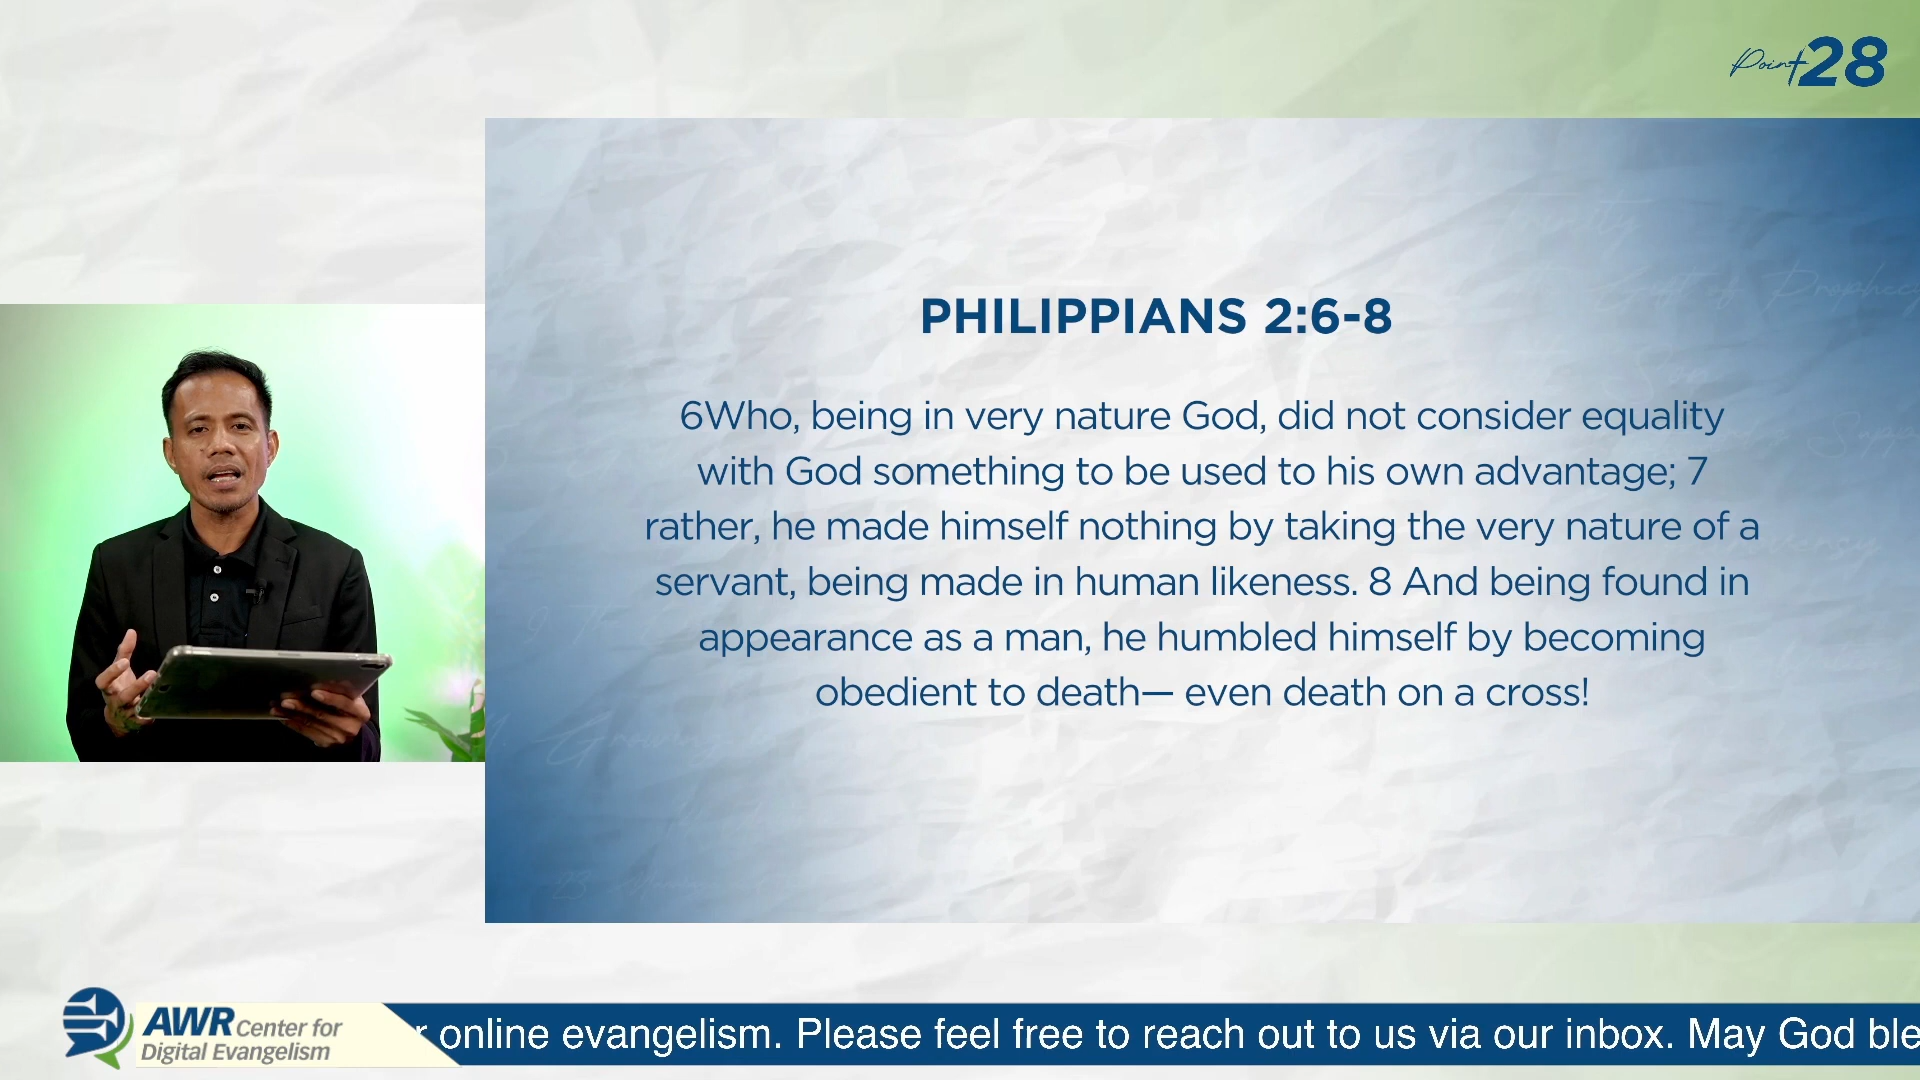 Point 28
PHILIPPIANS 2:6-8
6Who, being in very nature God, did not consider equality
with God something to be used to his own advantage; 7
rather, he made himself nothing by taking the very nature of a
servant, being made in human likeness. 8 And being found in
appearance as a man, he humbled himself by becoming
obedient to death— even death on a cross!
AWR Center for
Digital Evangelism
online evangelism. Please feel free to reach out to us via our inbox. May God